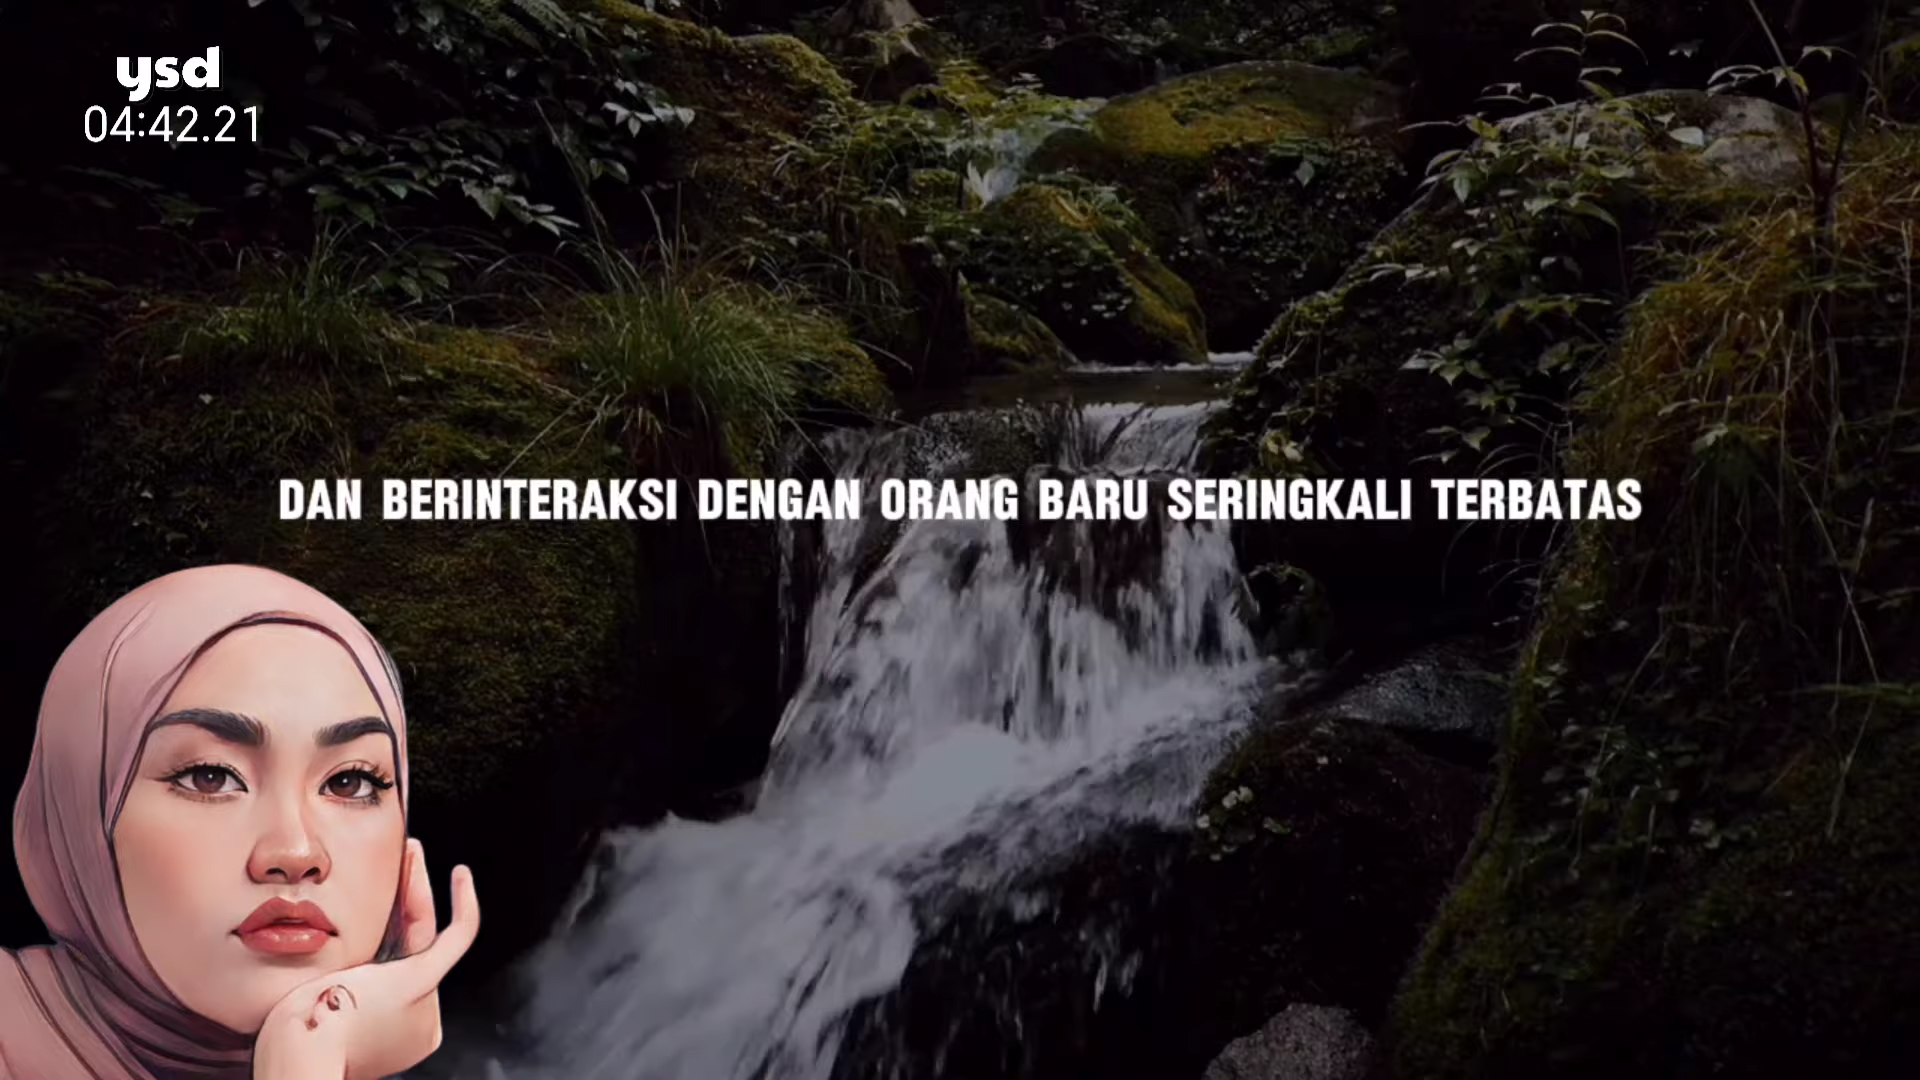 ysd
04:42.21
DAN BERINTERAKSI DENGAN ORANG BARU SERINGKALI TERBATAS